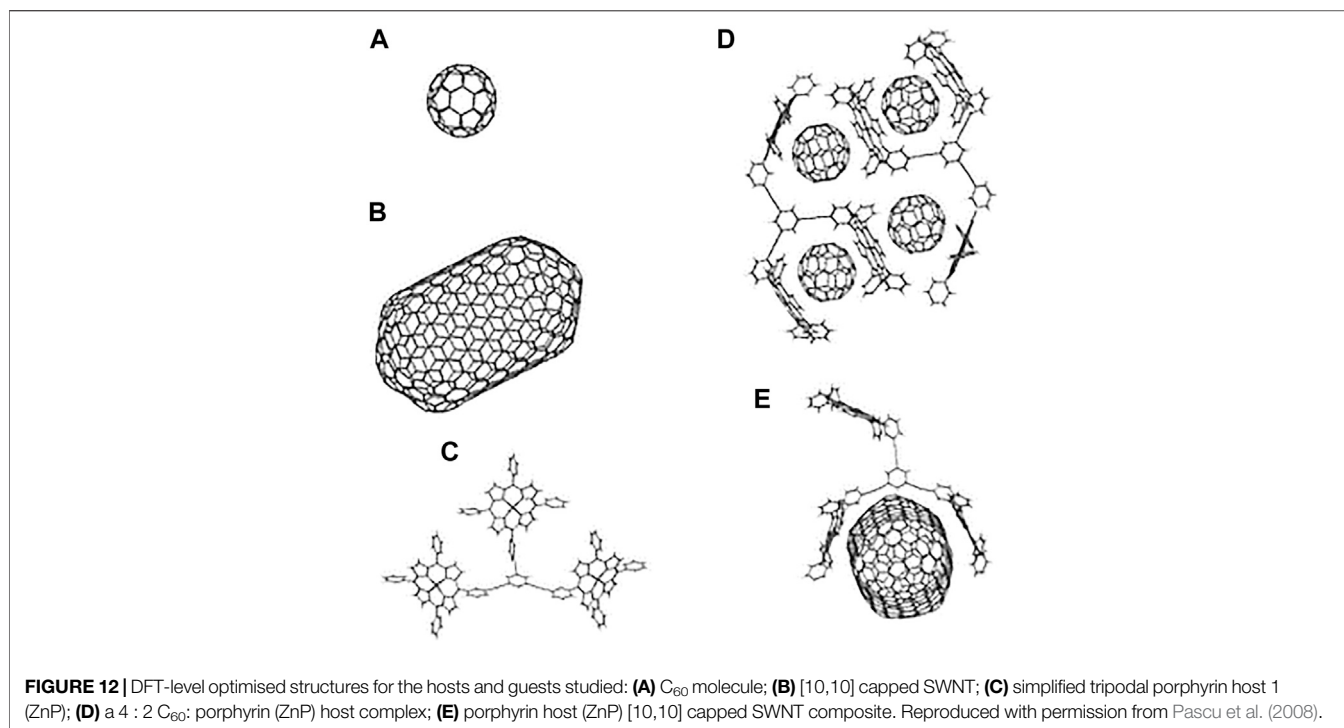 A
D
B
C
E
FIGURE 12 | DFT-level optimised structures for the hosts and guests studied: (A) C₆₀ molecule; (B) [10,10] capped SWNT; (C) simplified tripodal porphyrin host 1
(ZnP); (D) a 4 : 2 C₆₀: porphyrin (ZnP) host complex; (E) porphyrin host (ZnP) [10,10] capped SWNT composite. Reproduced with permission from Pascu et al. (2008).